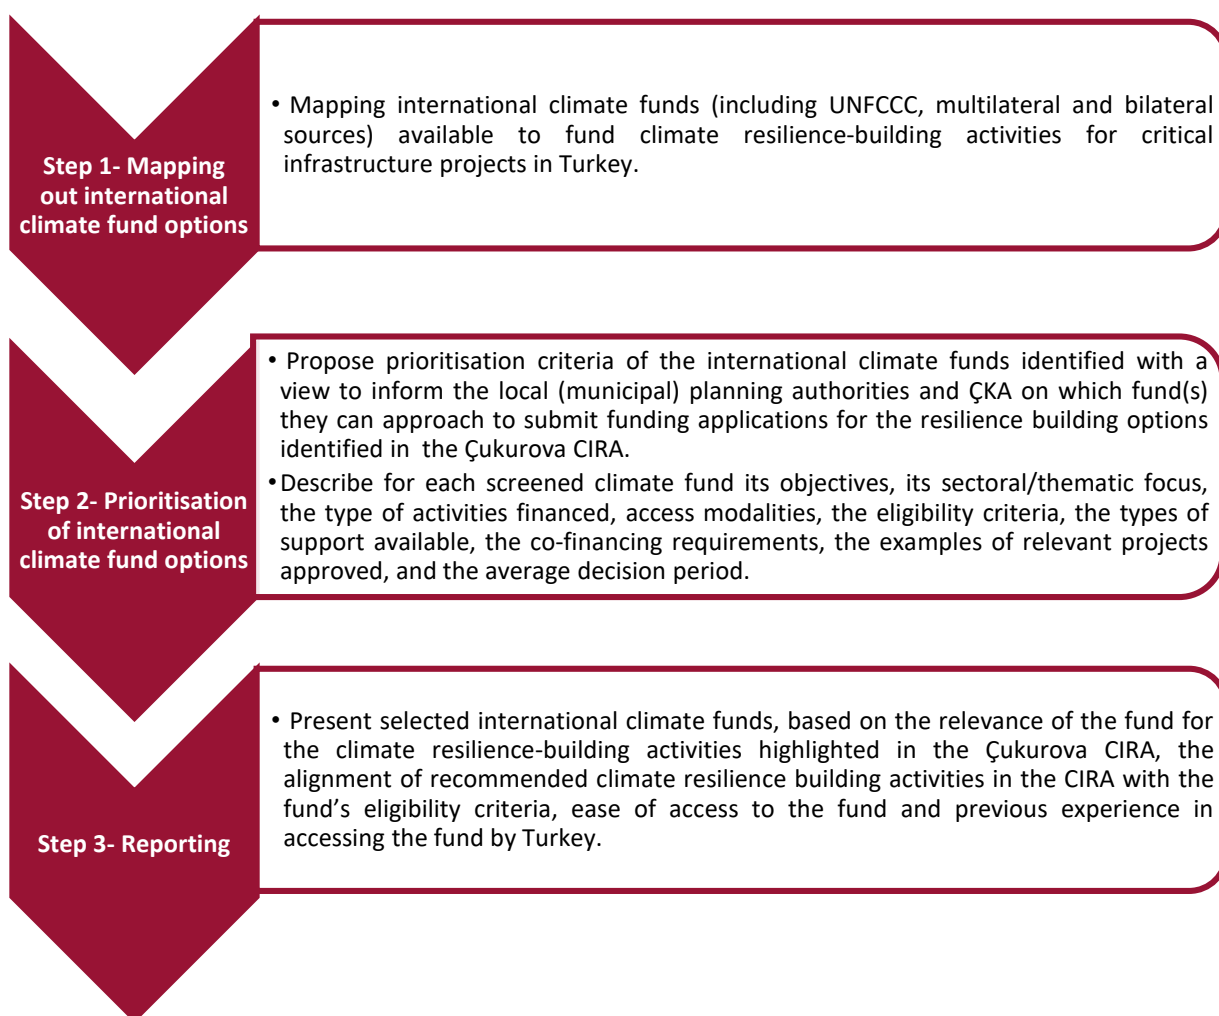 Step 1- Mapping
out international
climate fund options
• Mapping international climate funds (including UNFCCC, multilateral and bilateral
sources) available to fund climate resilience-building activities for critical
infrastructure projects in Turkey.
Step 2- Prioritisation
of international
climate fund options
• Propose prioritisation criteria of the international climate funds identified with a
view to inform the local (municipal) planning authorities and ÇKA on which fund(s)
they can approach to submit funding applications for the resilience building options
identified in the Çukurova CIRA.
• Describe for each screened climate fund its objectives, its sectoral/thematic focus,
the type of activities financed, access modalities, the eligibility criteria, the types of
support available, the co-financing requirements, the examples of relevant projects
approved, and the average decision period.
Step 3- Reporting
• Present selected international climate funds, based on the relevance of the fund for
the climate resilience-building activities highlighted in the Çukurova CIRA, the
alignment of recommended climate resilience building activities in the CIRA with the
fund's eligibility criteria, ease of access to the fund and previous experience in
accessing the fund by Turkey.